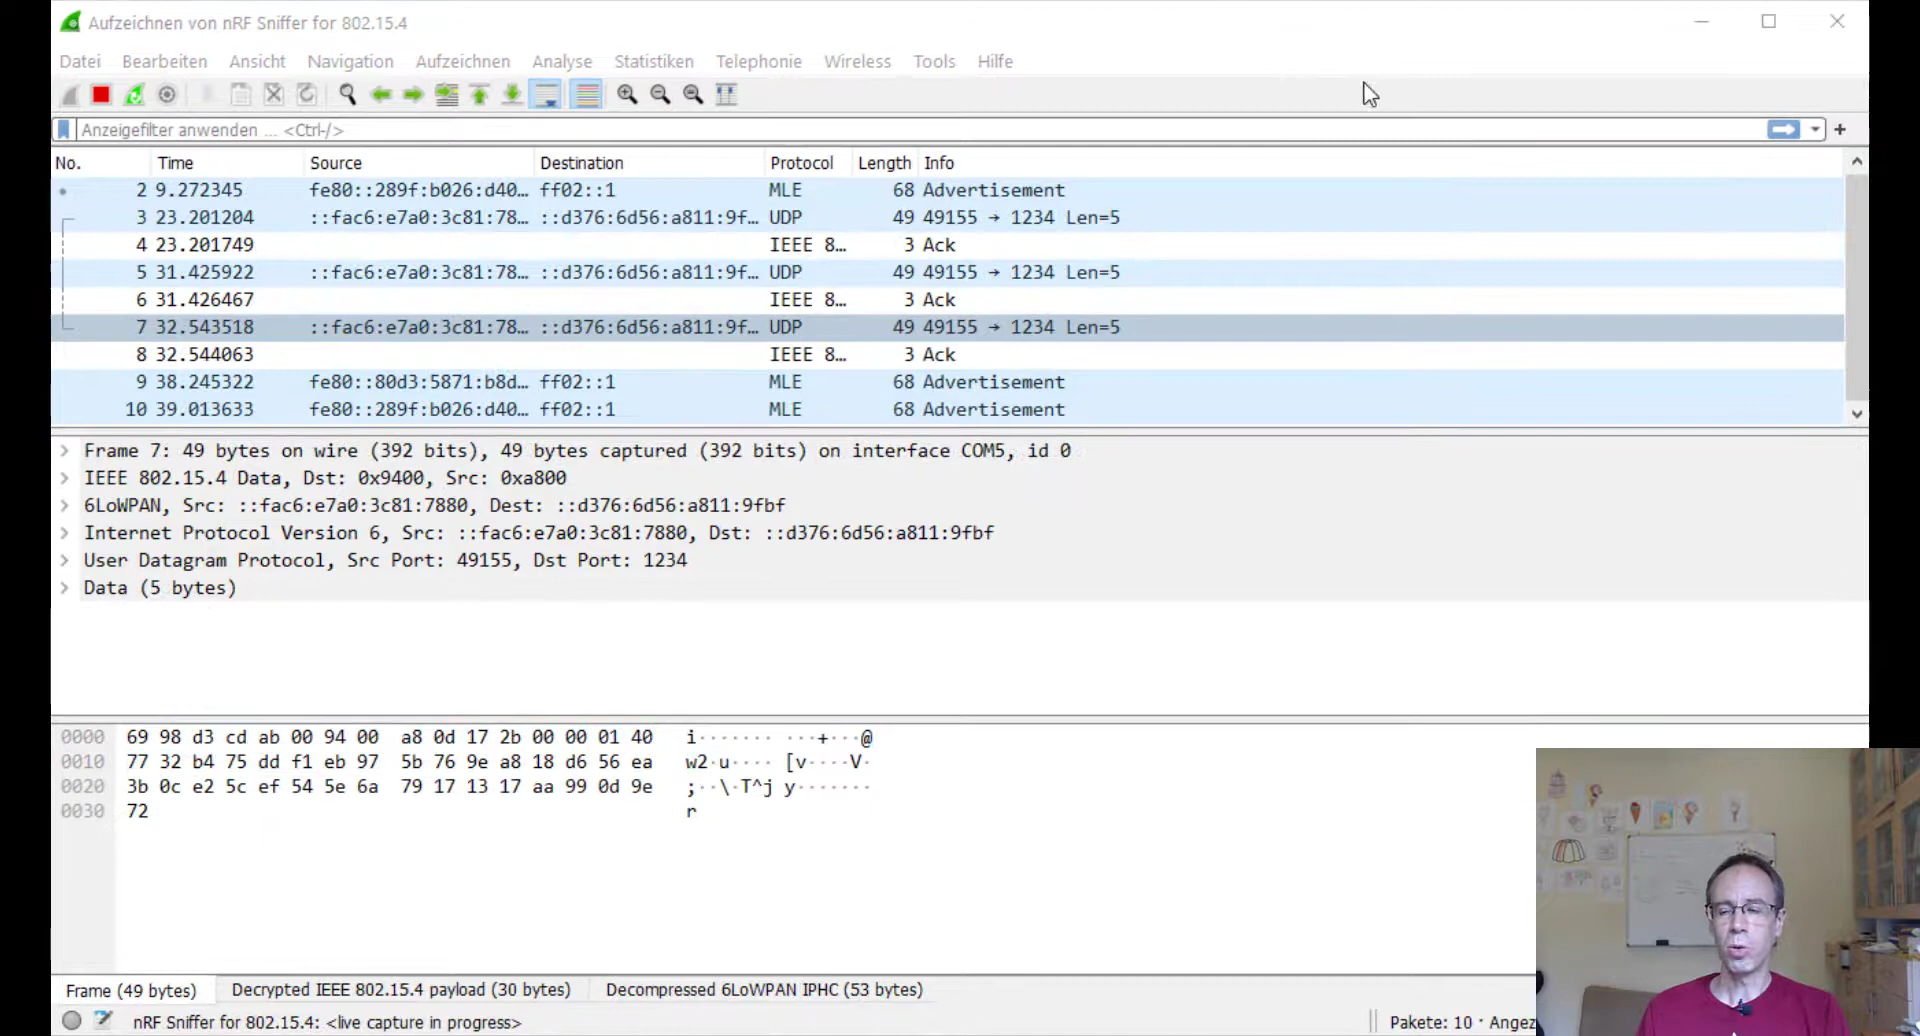 Aufzeichnen von nRF Sniffer for 802.15.4
Datei Bearbeiten Ansicht Navigation Aufzeichnen Analyse Statistiken Telephonie Wireless Tools Hilfe
Anzeigefilter anwenden ... <Ctrl-/>
No. Time Source Destination Protocol Length Info
2 9.272345 fe80::289f:b026:d40… ff02::1 MLE 68 Advertisement
3 23.201204 ::fac6:e7a0:3c81:78… ::d376:6d56:a811:9f… UDP 49 49155 → 1234 Len=5
4 23.201749 IEEE 8… 3 Ack
5 31.425922 ::fac6:e7a0:3c81:78… ::d376:6d56:a811:9f… UDP 49 49155 → 1234 Len=5
6 31.426467 IEEE 8… 3 Ack
7 32.543518 ::fac6:e7a0:3c81:78… ::d376:6d56:a811:9f… UDP 49 49155 → 1234 Len=5
8 32.544063 IEEE 8… 3 Ack
9 38.245322 fe80::80d3:5871:b8d… ff02::1 MLE 68 Advertisement
10 39.013633 fe80::289f:b026:d40… ff02::1 MLE 68 Advertisement
Frame 7: 49 bytes on wire (392 bits), 49 bytes captured (392 bits) on interface COM5, id 0
IEEE 802.15.4 Data, Dst: 0x9400, Src: 0xa800
6LoWPAN, Src: ::fac6:e7a0:3c81:7880, Dest: ::d376:6d56:a811:9fbf
Internet Protocol Version 6, Src: ::fac6:e7a0:3c81:7880, Dst: ::d376:6d56:a811:9fbf
User Datagram Protocol, Src Port: 49155, Dst Port: 1234
Data (5 bytes)
0000 69 98 d3 cd ab 00 94 00 a8 0d 17 2b 00 00 01 40 i······· ···+···@
0010 77 32 b4 75 dd f1 eb 97 5b 76 9e a8 18 d6 56 ea w2·u···· [v····V·
0020 3b 0c e2 5c ef 54 5e 6a 79 17 13 17 aa 99 0d 9e ;··\·T^j y·······
0030 72 r
Frame (49 bytes) Decrypted IEEE 802.15.4 payload (30 bytes) Decompressed 6LoWPAN IPHC (53 bytes)
nRF Sniffer for 802.15.4: <live capture in progress> Pakete: 10 · Angez